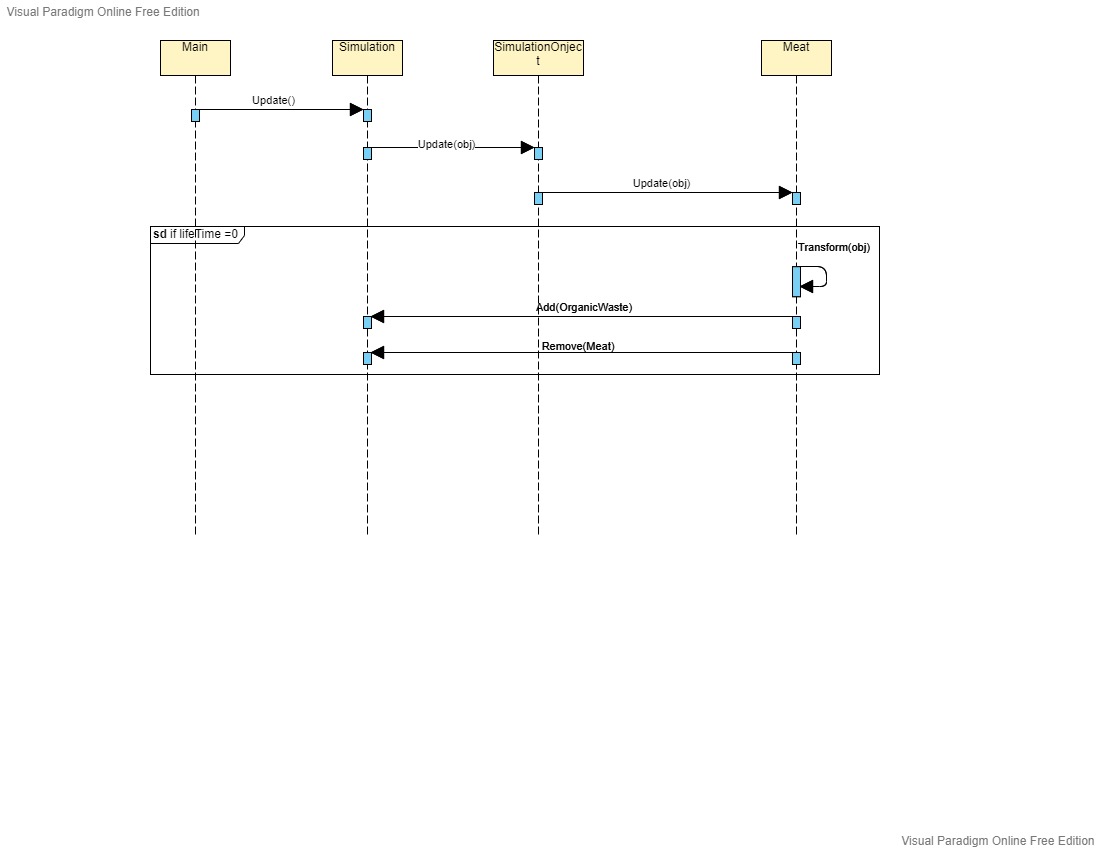 Visual Paradigm Online Free Edition
Main
Simulation
SimulationOnjec
t
Meat
Update()
Update(obj)
Update(obj)
sd if lifeTime =0
Transform(obj)
Add(OrganicWaste)
Remove(Meat)
Visual Paradigm Online Free Edition